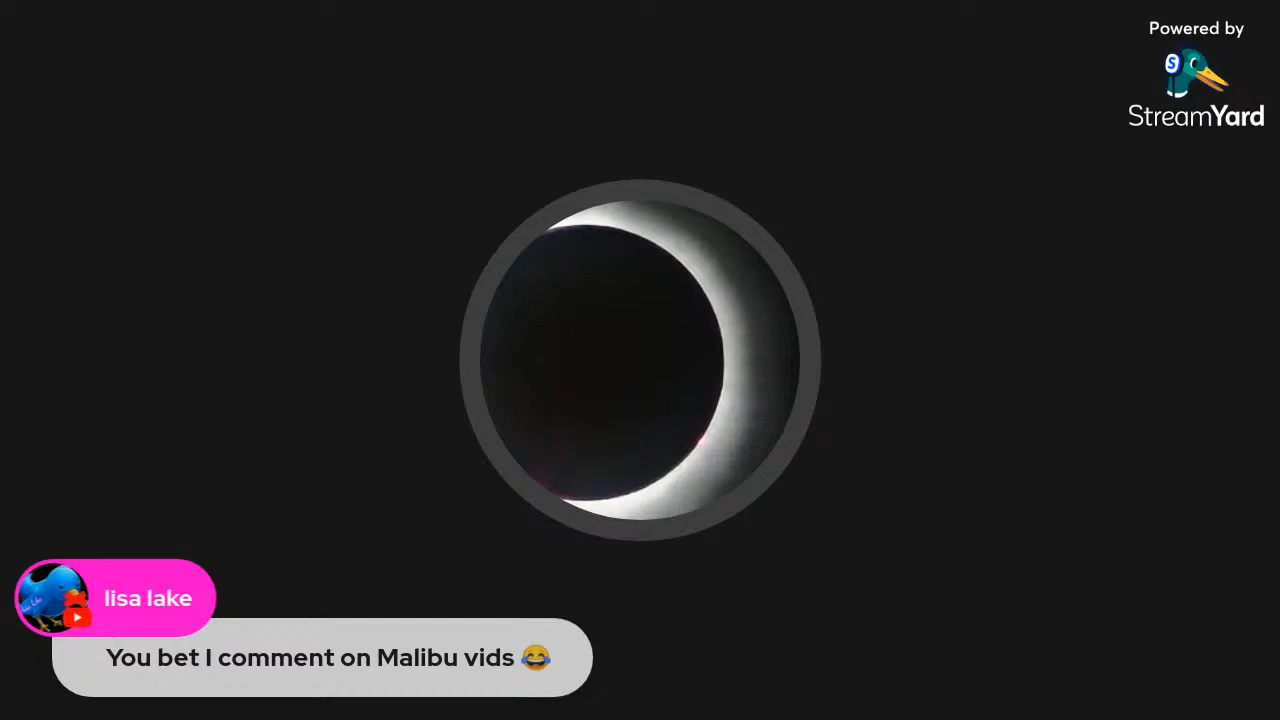 Powered by
S
StreamYard
lisa lake
You bet I comment on Malibu vids 😂